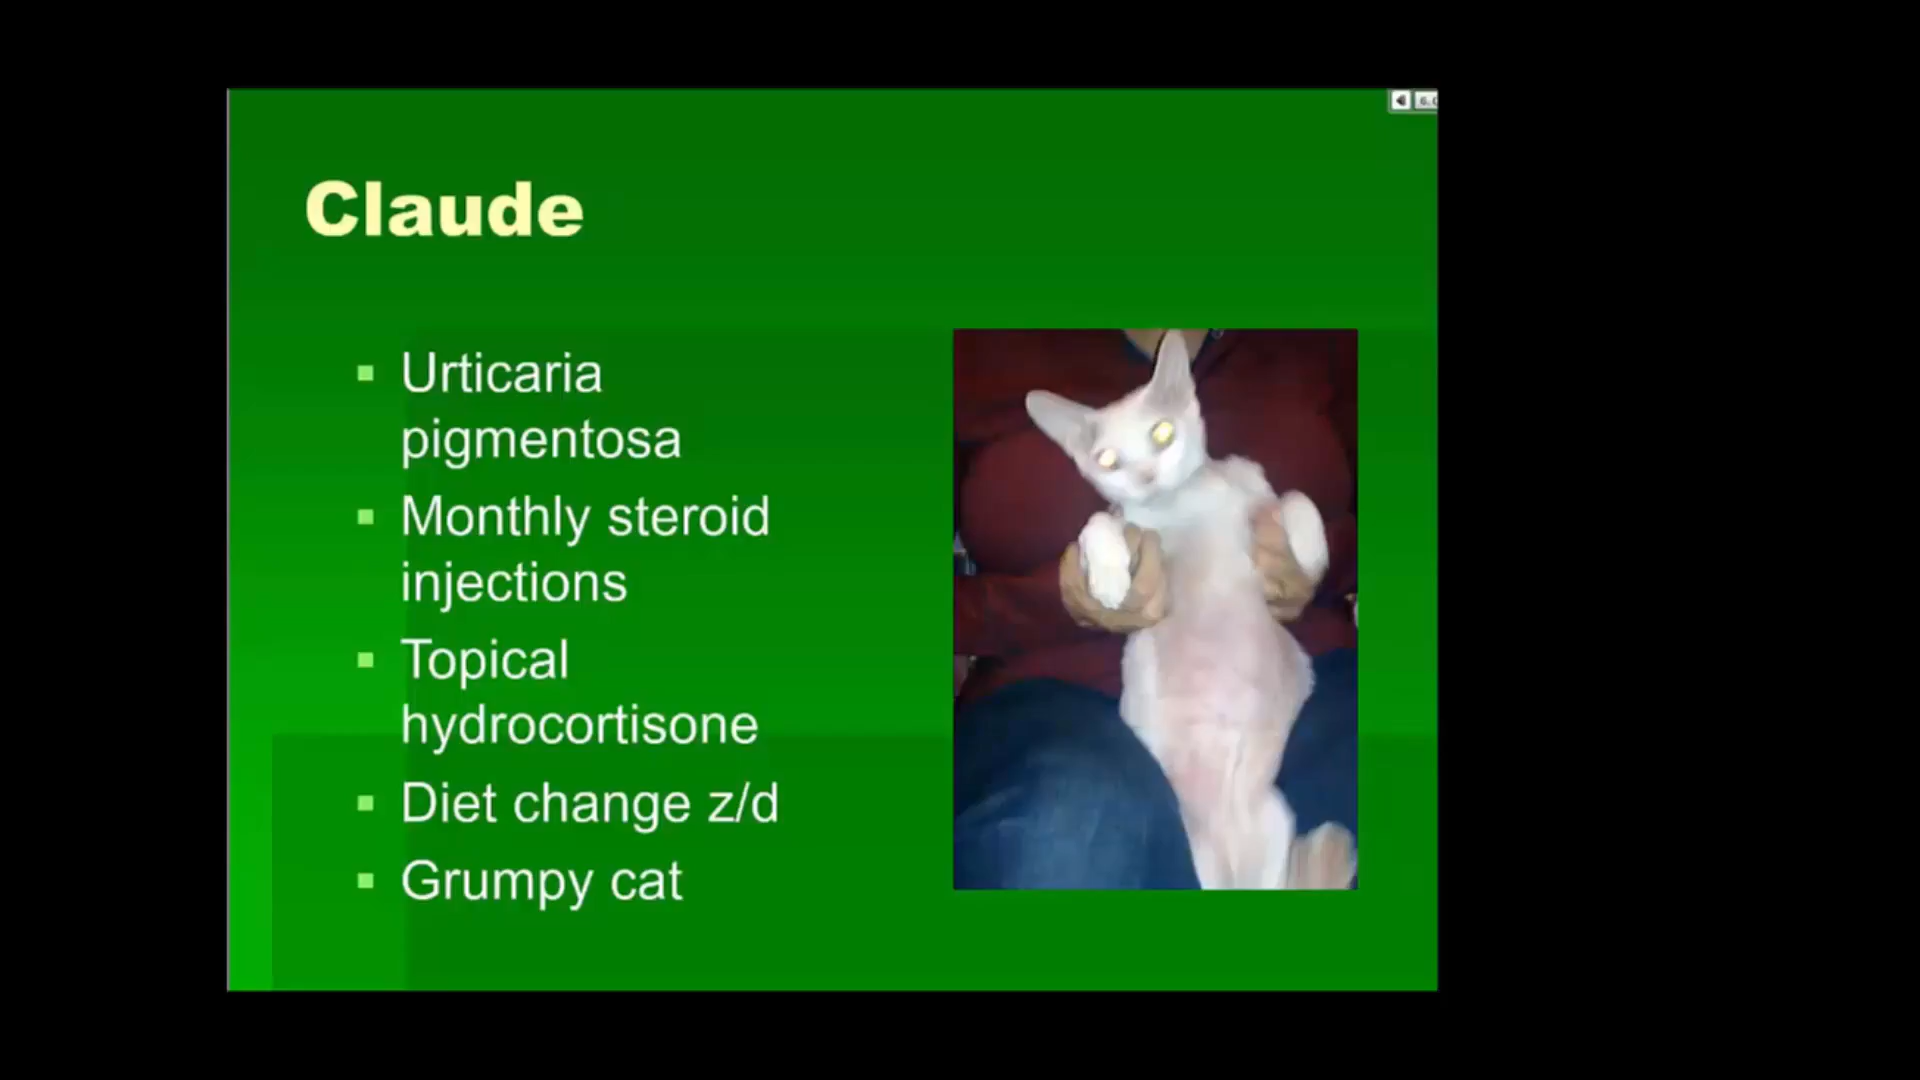 Claude
Urticaria
pigmentosa
Monthly steroid
injections
Topical
hydrocortisone
Diet change z/d
Grumpy cat